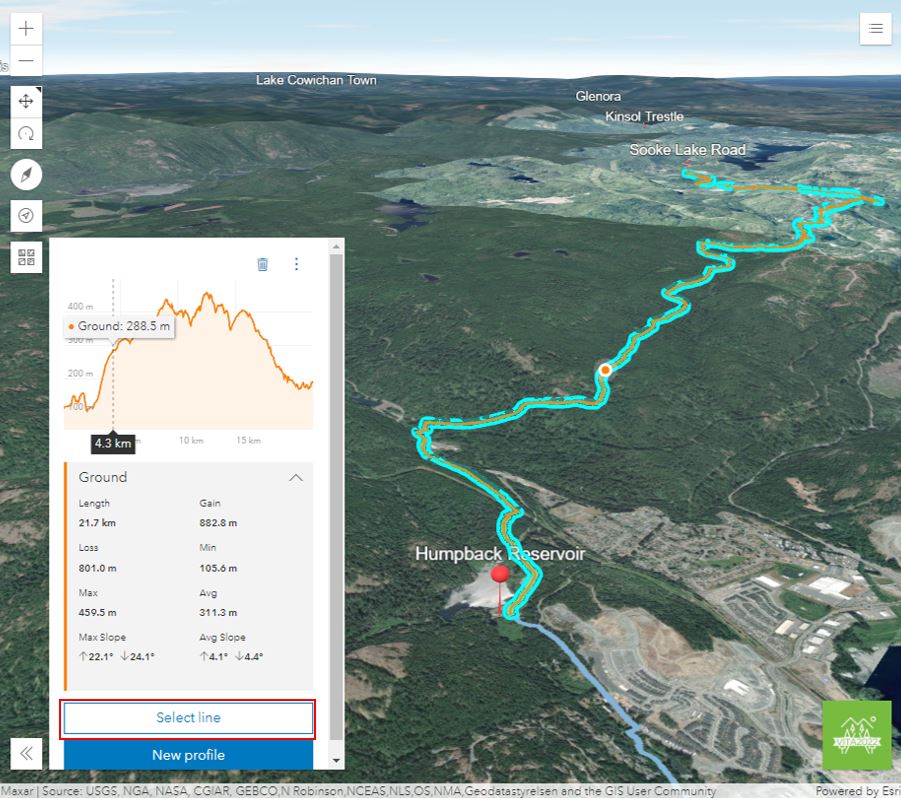 Lake Cowichan Town
Glenora
Kinsol Trestle
Sooke Lake Road
400 m
Ground: 288.5 m
300 m
200 m
100
4.3 km
10 km
15 km
Ground
Length
Gain
21.7 km
882.8 m
Loss
Min
801.0 m
105.6 m
Max
Avg
459.5 m
311.3 m
Max Slope
Avg Slope
↑22.1° ↓24.1°
↑4.1° ↓4.4°
Humpback Reservoir
Select line
New profile
VITA2022
Maxar | Source: USGS, NGA, NASA, CGIAR, GEBCO,N Robinson,NCEAS,NLS,OS,NMA,Geodatastyrelsen and the GIS User Community
Powered by Esri